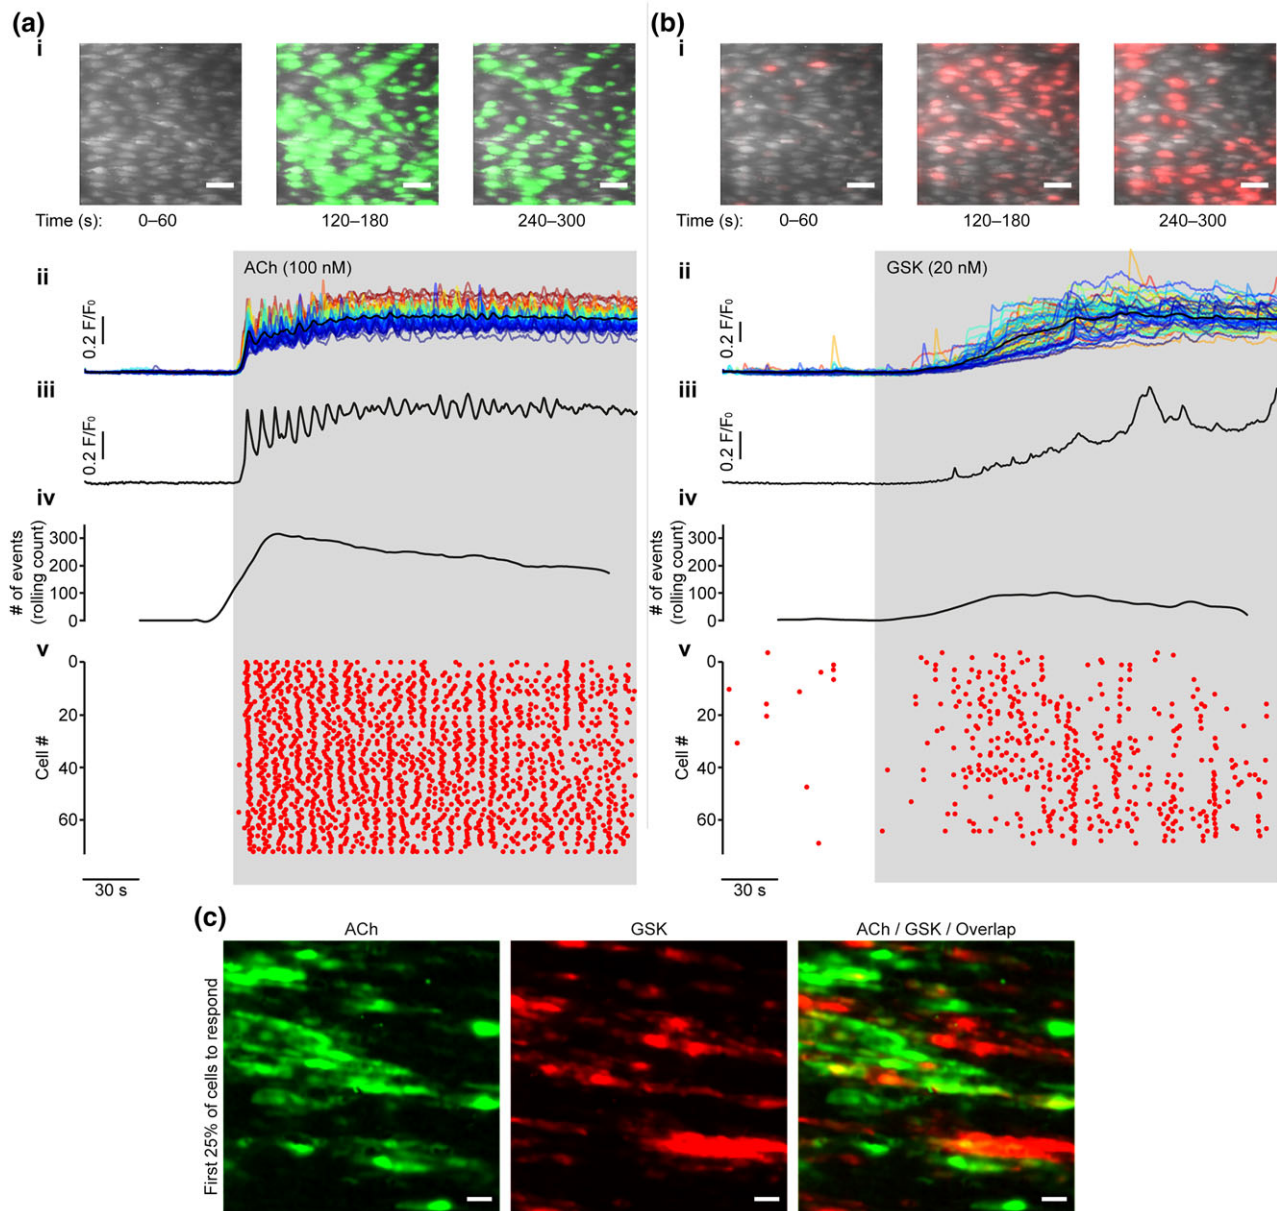 (a)
i
Time (s): 0–60 120–180 240–300
ii
ACh (100 nM)
0.2 F/F₀
iii
0.2 F/F₀
iv
# of events
(rolling count)
300
200
100
0
v
Cell #
0
20
40
60
30 s
(b)
i
Time (s): 0–60 120–180 240–300
ii
GSK (20 nM)
0.2 F/F₀
iii
0.2 F/F₀
iv
# of events
(rolling count)
300
200
100
0
v
Cell #
0
20
40
60
30 s
(c)
ACh GSK ACh / GSK / Overlap
First 25% of cells to respond